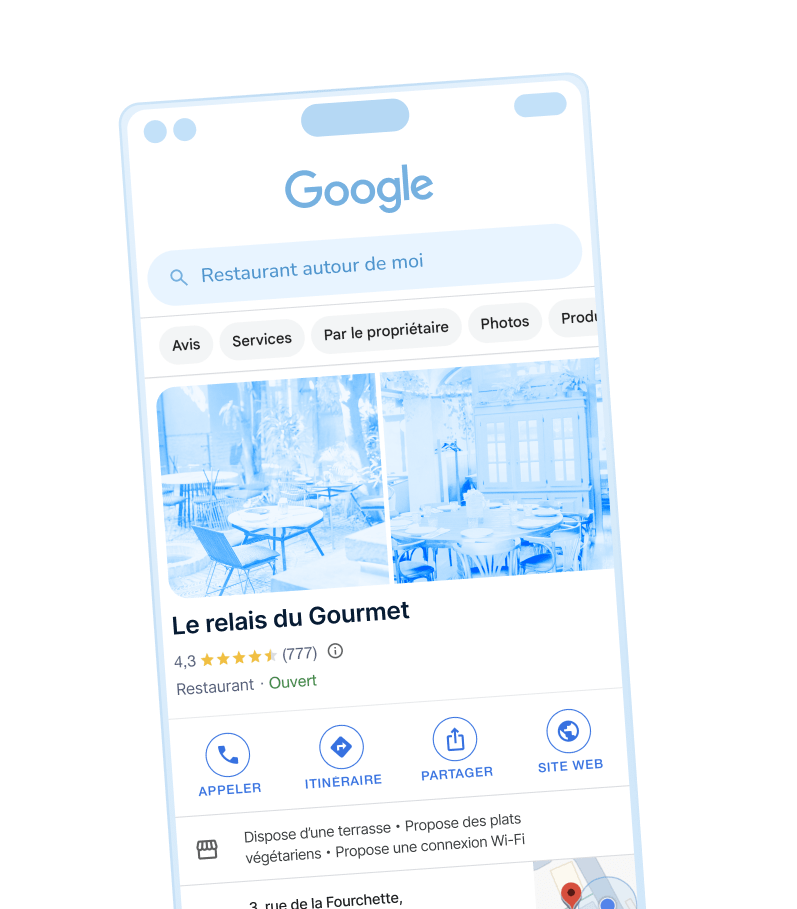 Google
Restaurant autour de moi
Avis Services Par le propriétaire Photos Produ
Le relais du Gourmet
4,3 (777)
Restaurant · Ouvert
APPELER ITINÉRAIRE PARTAGER SITE WEB
Dispose d'une terrasse • Propose des plats
végétariens • Propose une connexion Wi-Fi
3, rue de la Fourchette,